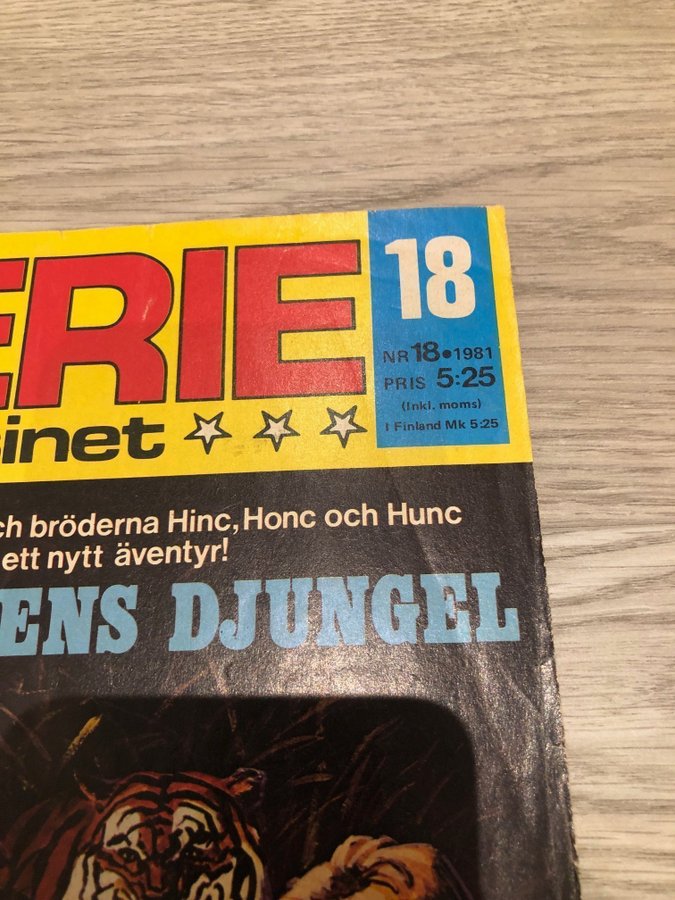 ERIE
sinet
18
NR 18•1981
PRIS 5:25
(Inkl. moms)
I Finland Mk 5:25
ch bröderna Hinc, Honc och Hunc
ett nytt äventyr!
ENS DJUNGEL